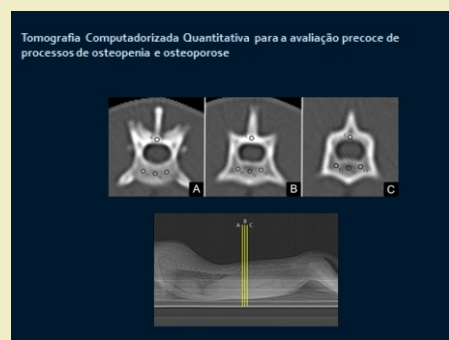 Tomografia Computadorizada Quantitativa para a avaliação precoce de
processos de osteopenia e osteoporose
A B C
A B C